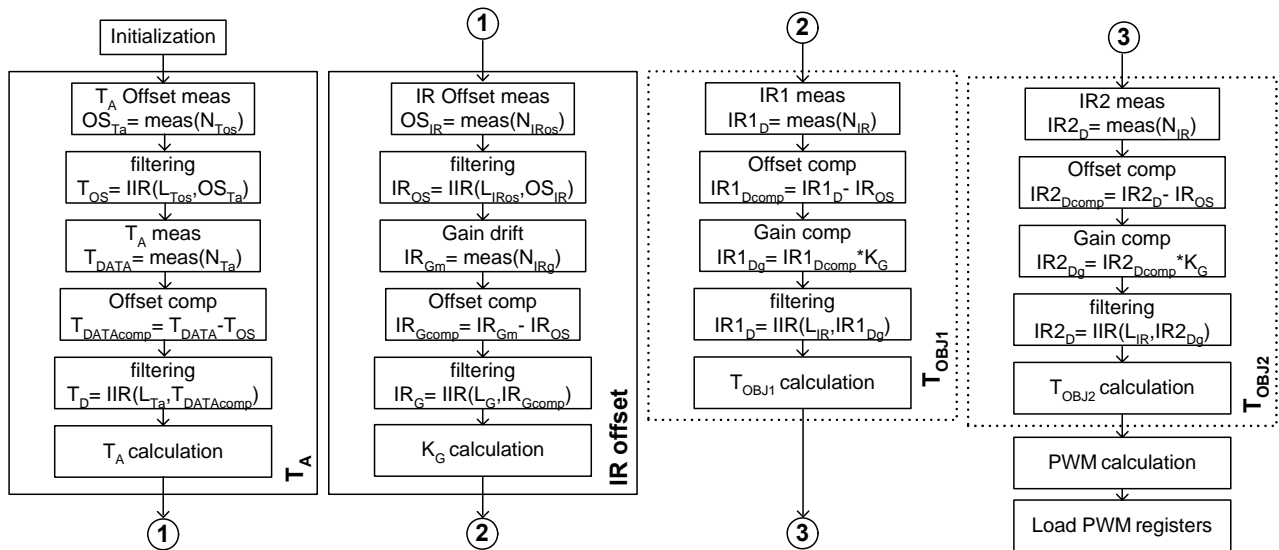 Initialization
T_A Offset meas
OS_Ta= meas(N_Tos)
filtering
T_OS= IIR(L_Tos,OS_Ta)
T_A meas
T_DATA= meas(N_Ta)
Offset comp
T_DATAcomp= T_DATA-T_OS
filtering
T_D= IIR(L_Ta,T_DATAcomp)
T_A calculation
T_A
1
1
IR Offset meas
OS_IR= meas(N_IRos)
filtering
IR_OS= IIR(L_IRos,OS_IR)
Gain drift
IR_Gm= meas(N_IRg)
Offset comp
IR_Gcomp= IR_Gm- IR_OS
filtering
IR_G= IIR(L_G,IR_Gcomp)
K_G calculation
IR offset
2
2
IR1 meas
IR1_D= meas(N_IR)
Offset comp
IR1_Dcomp= IR1_D- IR_OS
Gain comp
IR1_Dg= IR1_Dcomp*K_G
filtering
IR1_D= IIR(L_IR,IR1_Dg)
T_OBJ1 calculation
T_OBJ1
3
3
IR2 meas
IR2_D= meas(N_IR)
Offset comp
IR2_Dcomp= IR2_D- IR_OS
Gain comp
IR2_Dg= IR2_Dcomp*K_G
filtering
IR2_D= IIR(L_IR,IR2_Dg)
T_OBJ2 calculation
T_OBJ2
PWM calculation
Load PWM registers